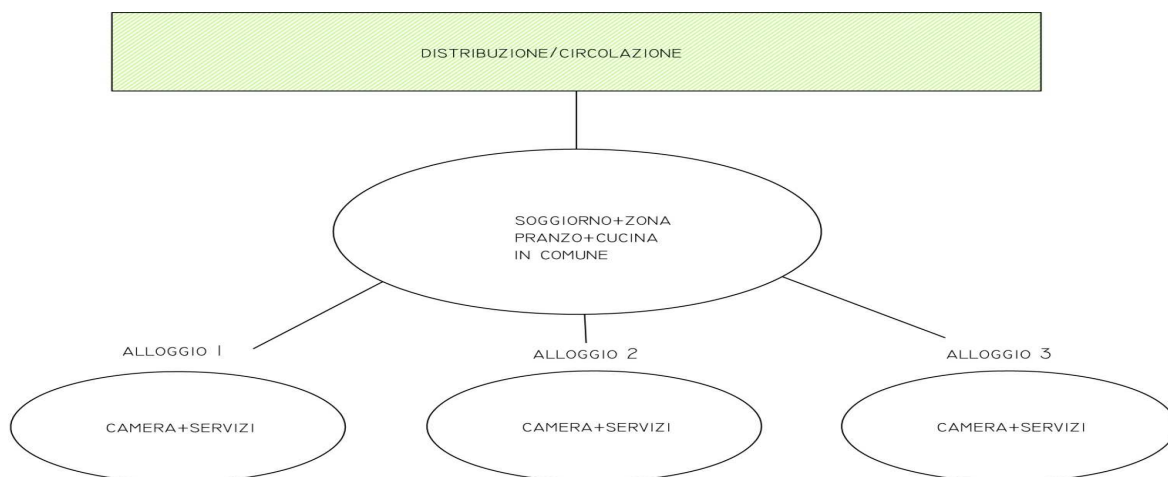 DISTRIBUZIONE/CIRCOLAZIONE
SOGGIORNO+ZONA
PRANZO+CUCINA
IN COMUNE
ALLOGGIO 1
ALLOGGIO 2
ALLOGGIO 3
CAMERA+SERVIZI
CAMERA+SERVIZI
CAMERA+SERVIZI